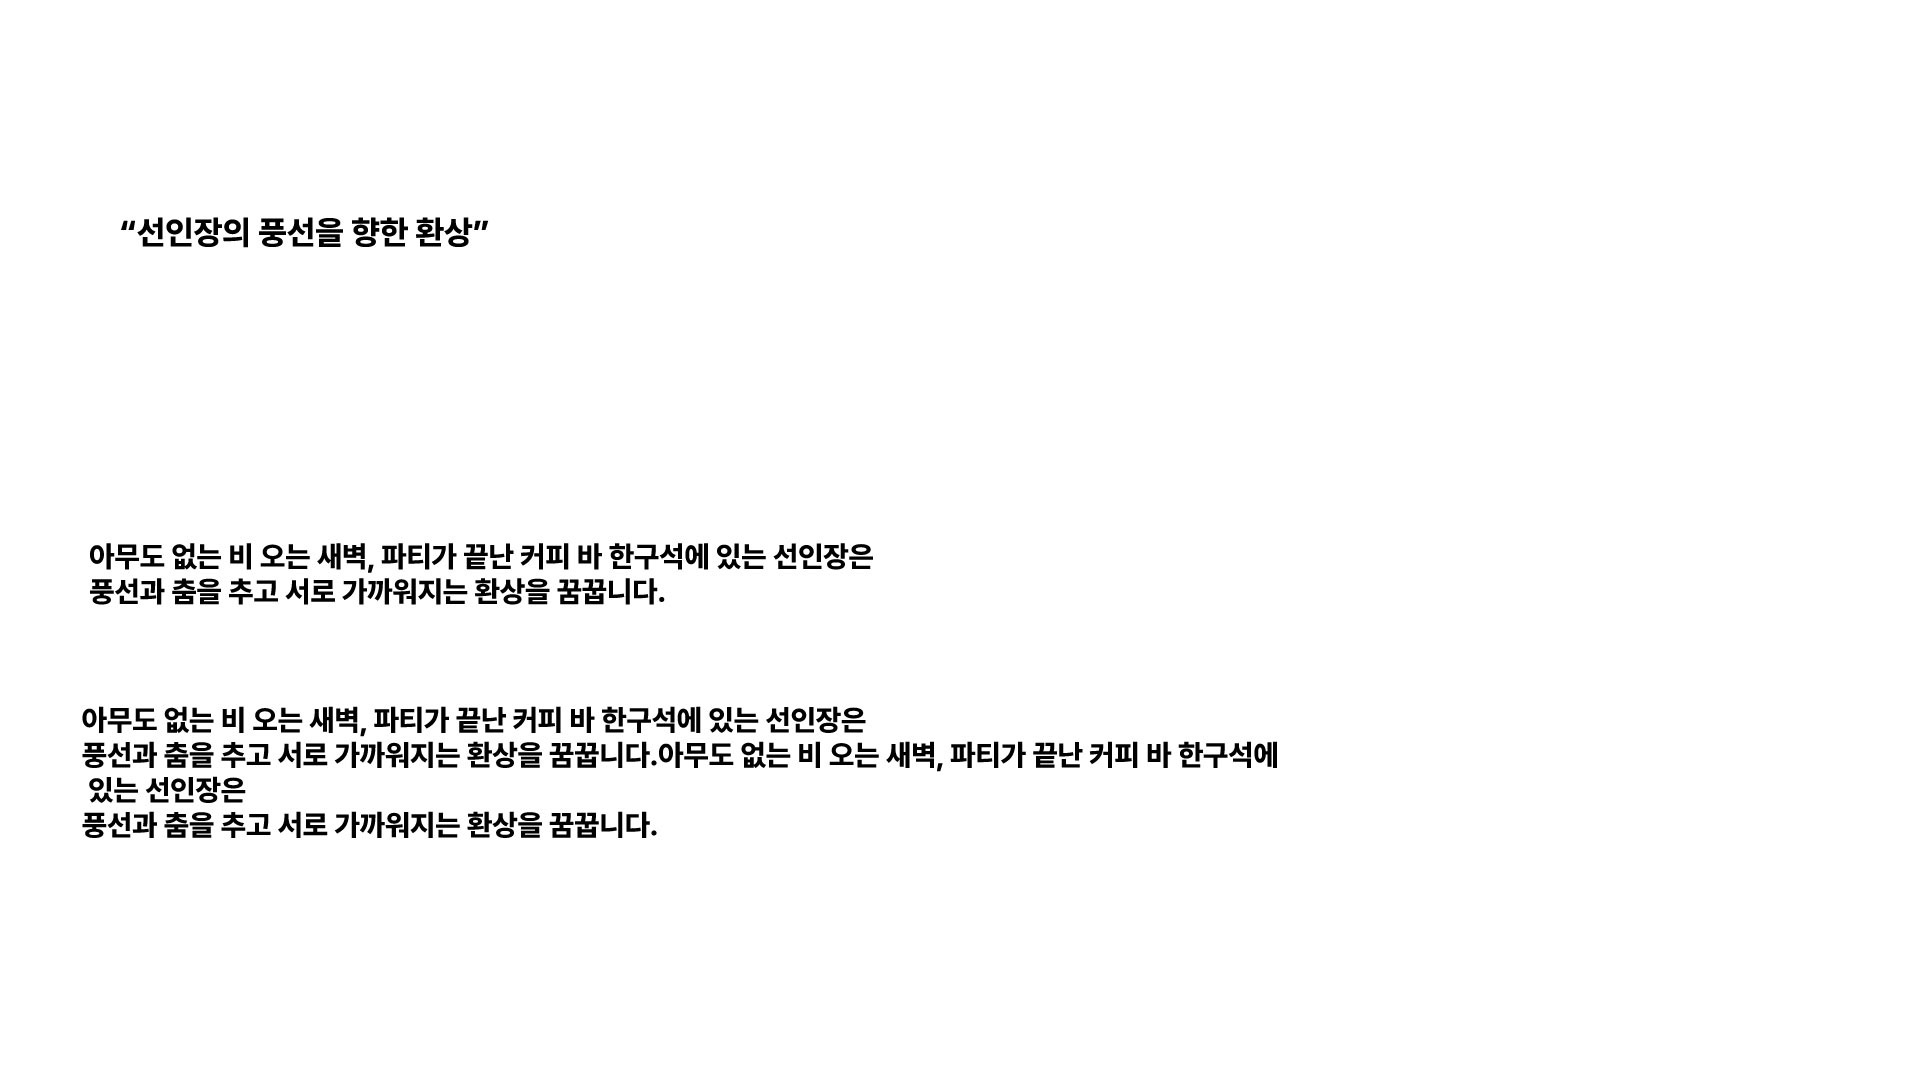 “선인장의 풍선을 향한 환상”
아무도 없는 비 오는 새벽, 파티가 끝난 커피 바 한구석에 있는 선인장은
풍선과 춤을 추고 서로 가까워지는 환상을 꿈꿉니다.
아무도 없는 비 오는 새벽, 파티가 끝난 커피 바 한구석에 있는 선인장은
풍선과 춤을 추고 서로 가까워지는 환상을 꿈꿉니다.아무도 없는 비 오는 새벽, 파티가 끝난 커피 바 한구석에
있는 선인장은
풍선과 춤을 추고 서로 가까워지는 환상을 꿈꿉니다.